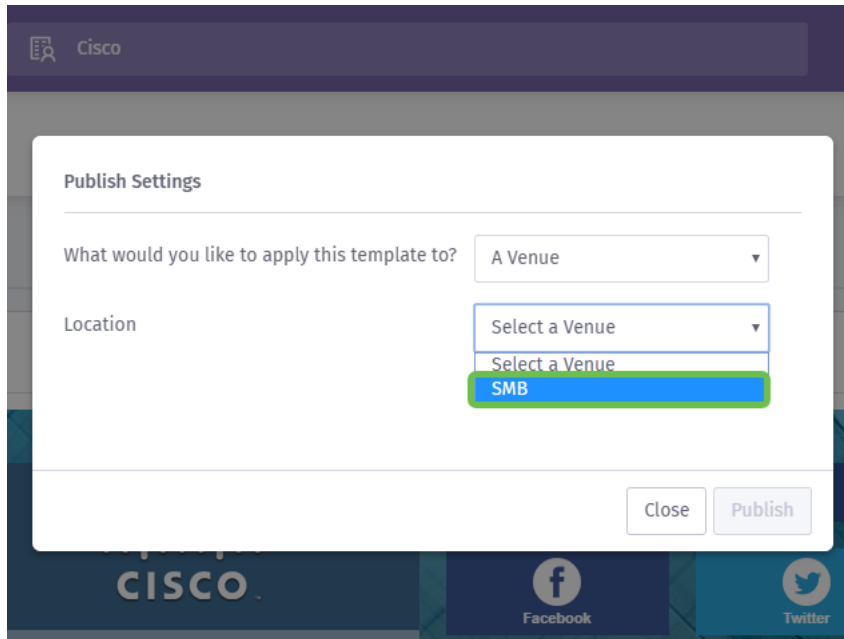 Cisco
Publish Settings
What would you like to apply this template to? A Venue
Location Select a Venue
Select a Venue
SMB
Close Publish
CISCO
Facebook Twitter